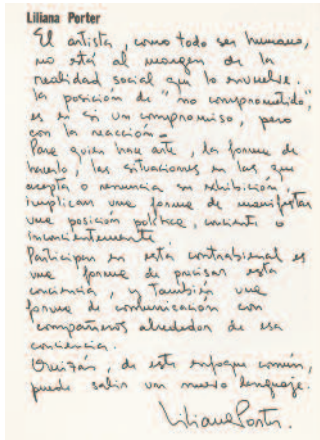 Liliana Porter
El artista, como todo ser humano,
no está al margen de la
realidad social que lo envuelve.
La posición de "no comprometido",
es en sí un compromiso, pero
con la reacción.
Para quien hace arte, la forma de
hacerlo, las situaciones en las que
acepta o renuncia su exhibición,
implican una forma de manifestar
una posición política, conciente o
inconcientemente.
Participar en esta contrabienal es
una forma de precisar esta
conciencia, y también una
forma de comunicación con
compañeros alrededor de esa
conciencia.
Quizás, de este enfoque común,
puede salir un nuevo lenguaje.
Liliana Porter.